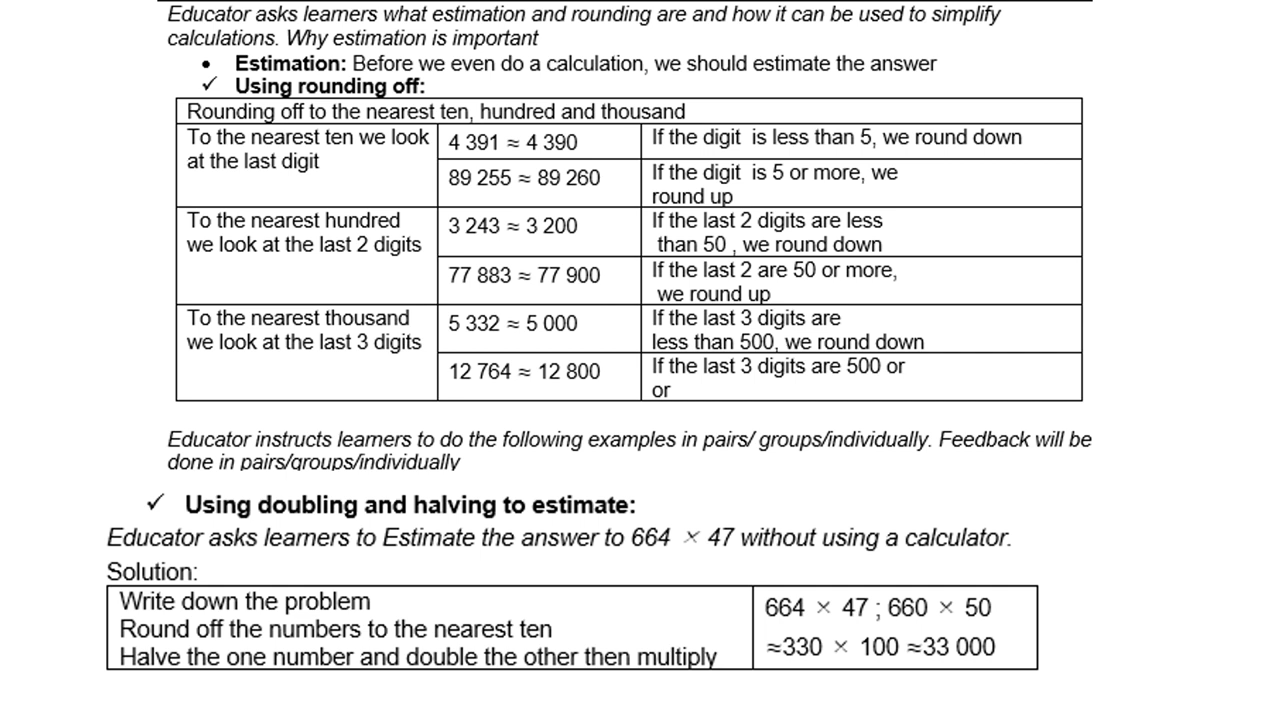 Educator asks learners what estimation and rounding are and how it can be used to simplify
calculations. Why estimation is important
• Estimation: Before we even do a calculation, we should estimate the answer
✓ Using rounding off:
Rounding off to the nearest ten, hundred and thousand
To the nearest ten we look
at the last digit
4 391 ≈ 4 390
If the digit is less than 5, we round down
89 255 ≈ 89 260
If the digit is 5 or more, we
round up
To the nearest hundred
we look at the last 2 digits
3 243 ≈ 3 200
If the last 2 digits are less
than 50 , we round down
77 883 ≈ 77 900
If the last 2 are 50 or more,
we round up
To the nearest thousand
we look at the last 3 digits
5 332 ≈ 5 000
If the last 3 digits are
less than 500, we round down
12 764 ≈ 12 800
If the last 3 digits are 500 or
or
Educator instructs learners to do the following examples in pairs/ groups/individually. Feedback will be
done in pairs/groups/individually
✓ Using doubling and halving to estimate:
Educator asks learners to Estimate the answer to 664 × 47 without using a calculator.
Solution:
Write down the problem
Round off the numbers to the nearest ten
Halve the one number and double the other then multiply
664 × 47 ; 660 × 50
≈330 × 100 ≈33 000